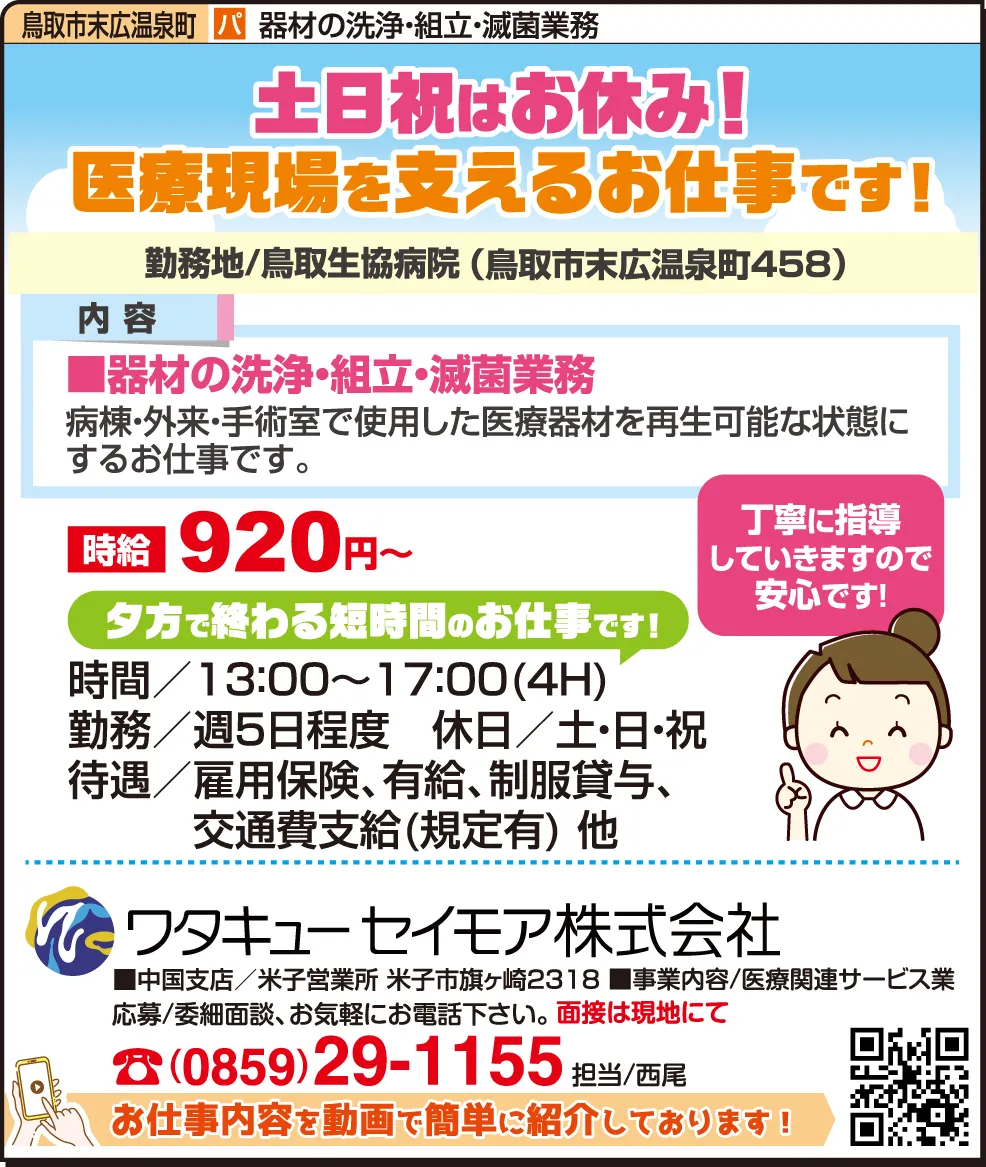 鳥取市末広温泉町 パ 器材の洗浄・組立・滅菌業務
土日祝はお休み!
医療現場を支えるお仕事です!
勤務地/鳥取生協病院(鳥取市末広温泉町458)
内容
■器材の洗浄・組立・滅菌業務
病棟・外来・手術室で使用した医療器材を再生可能な状態に
するお仕事です。
時給 920円~
丁寧に指導
していきますので
安心です!
夕方で終わる短時間のお仕事です!
時間/13:00~17:00(4H)
勤務/週5日程度 休日/土・日・祝
待遇/雇用保険、有給、制服貸与、
交通費支給(規定有) 他
ワタキューセイモア株式会社
■中国支店/米子営業所 米子市旗ヶ崎2318 ■事業内容/医療関連サービス業
応募/委細面談、お気軽にお電話下さい。面接は現地にて
☎(0859)29-1155 担当/西尾
お仕事内容を動画で簡単に紹介しております!